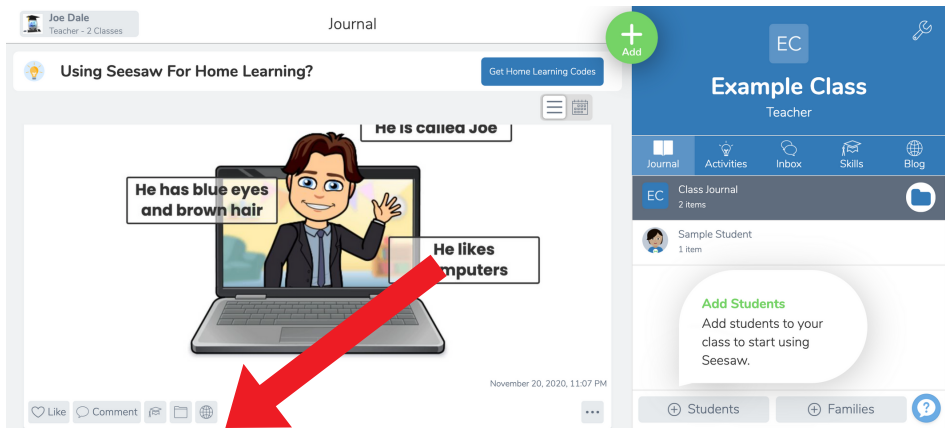 Joe Dale
Teacher - 2 Classes
Journal
Add
Using Seesaw For Home Learning?
Get Home Learning Codes
He is called Joe
He has blue eyes
and brown hair
He likes
mputers
November 20, 2020, 11:07 PM
Like
Comment
EC
Example Class
Teacher
Journal
Activities
Inbox
Skills
Blog
EC
Class Journal
2 items
Sample Student
1 item
Add Students
Add students to your
class to start using
Seesaw.
Students
Families
?